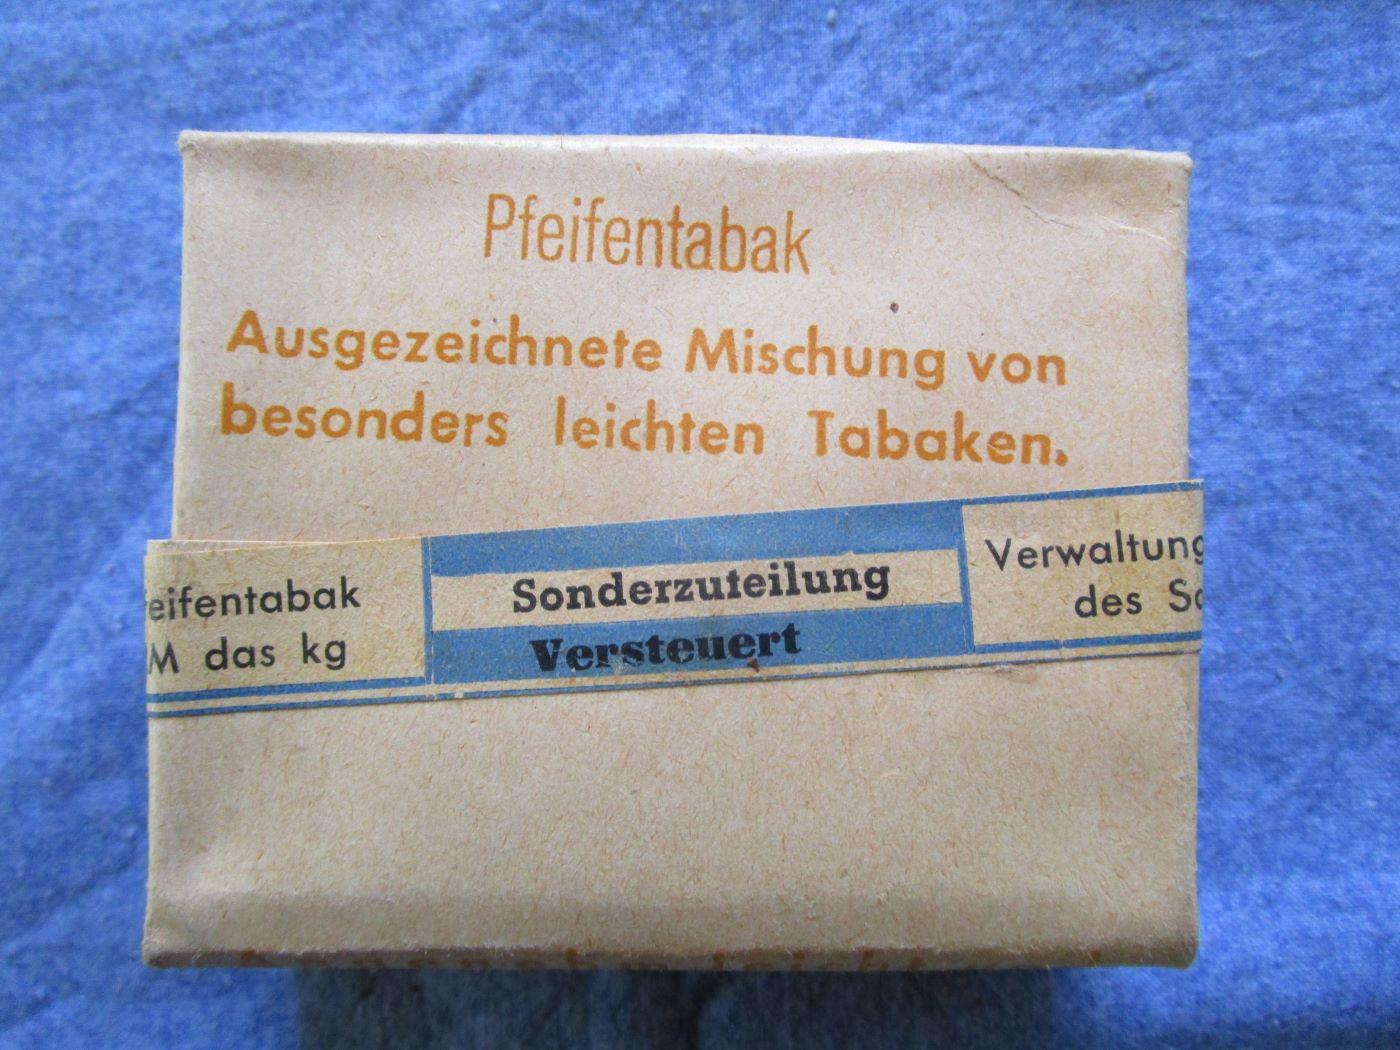 Pfeifentabak
Ausgezeichnete Mischung von
besonders leichten Tabaken.
eifentabak
M das kg
Sonderzuteilung
Versteuert
Verwaltung
des